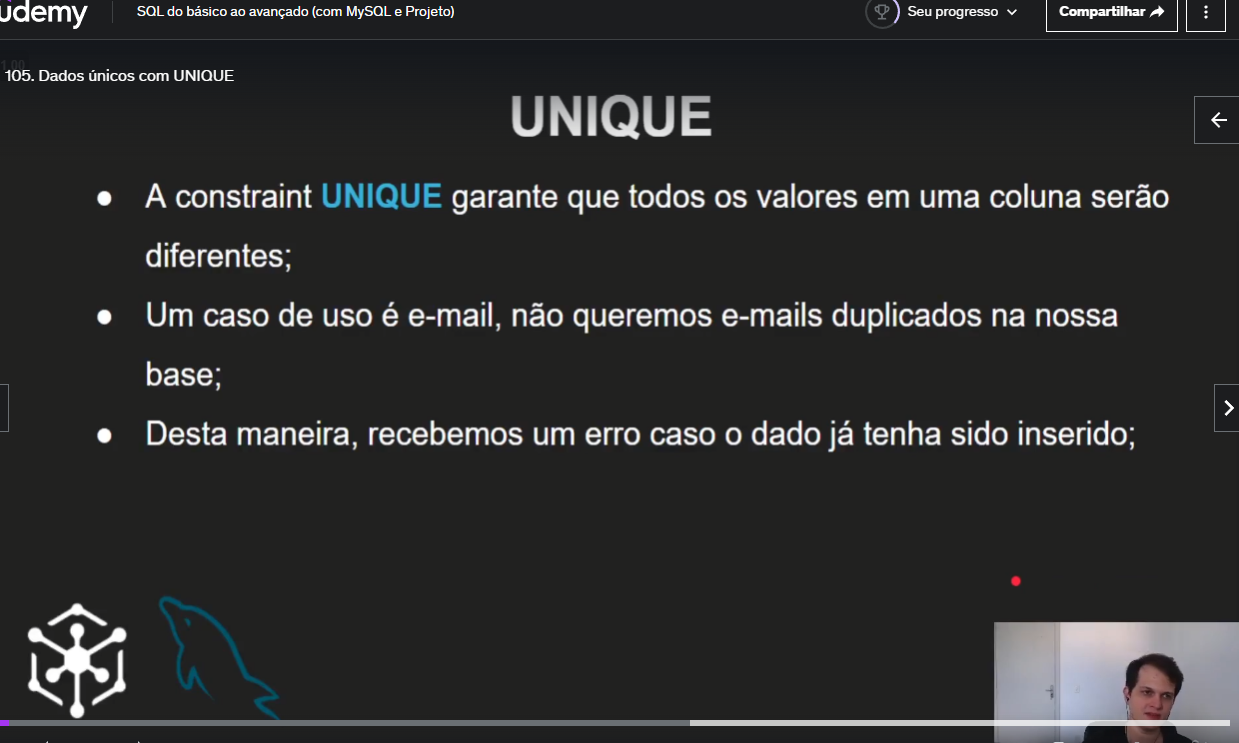 udemy
SQL do básico ao avançado (com MySQL e Projeto)
Seu progresso
Compartilhar
105. Dados únicos com UNIQUE
UNIQUE
A constraint UNIQUE garante que todos os valores em uma coluna serão
diferentes;
Um caso de uso é e-mail, não queremos e-mails duplicados na nossa
base;
Desta maneira, recebemos um erro caso o dado já tenha sido inserido;